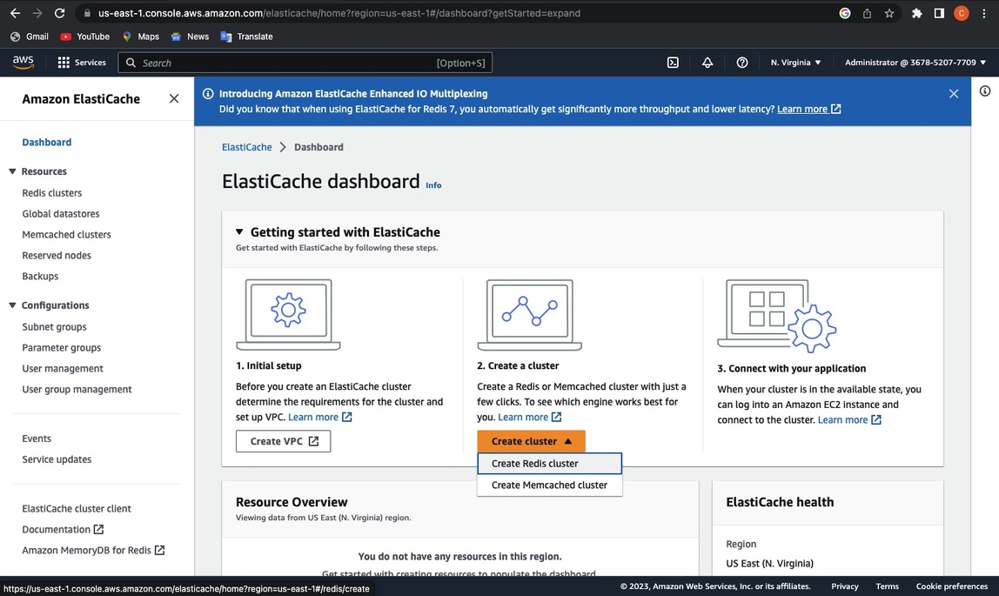 us-east-1.console.aws.amazon.com/elasticache/home?region=us-east-1#/dashboard?getStarted=expand
C
Gmail
YouTube
Maps
News
Translate
aws
Services
Search
[Option+S]
N. Virginia
Administrator @ 3678-5207-7709
Amazon ElastiCache
Dashboard
Resources
Redis clusters
Global datastores
Memcached clusters
Reserved nodes
Backups
Configurations
Subnet groups
Parameter groups
User management
User group management
Events
Service updates
ElastiCache cluster client
Documentation
Amazon MemoryDB for Redis
Introducing Amazon ElastiCache Enhanced IO Multiplexing
Did you know that when using ElastiCache for Redis 7, you automatically get significantly more throughput and lower latency? Learn more
ElastiCache > Dashboard
ElastiCache dashboard Info
Getting started with ElastiCache
Get started with ElastiCache by following these steps.
1. Initial setup
Before you create an ElastiCache cluster
determine the requirements for the cluster and
set up VPC. Learn more
Create VPC
2. Create a cluster
Create a Redis or Memcached cluster with just a
few clicks. To see which engine works best for
you. Learn more
Create cluster
Create Redis cluster
Create Memcached cluster
3. Connect with your application
When your cluster is in the available state, you
can log into an Amazon EC2 instance and
connect to the cluster. Learn more
Resource Overview
Viewing data from US East (N. Virginia) region.
You do not have any resources in this region.
Get started with creating resources to populate the dashboard
ElastiCache health
Region
US East (N. Virginia)
https://us-east-1.console.aws.amazon.com/elasticache/home?region=us-east-1#/redis/create
© 2023, Amazon Web Services, Inc. or its affiliates.
Privacy
Terms
Cookie preferences